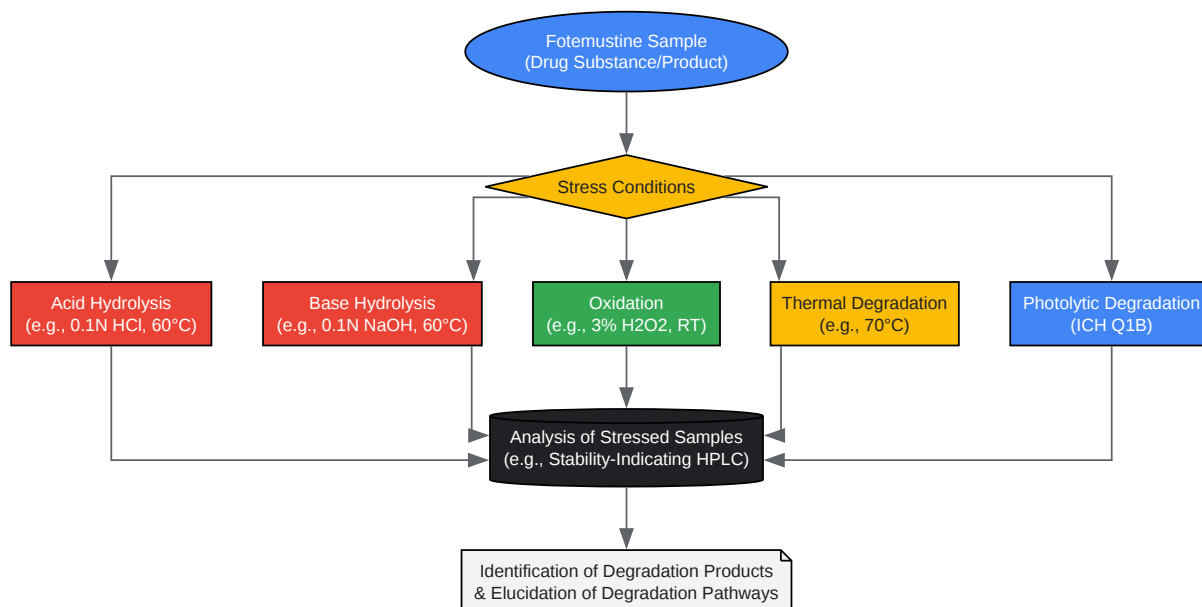 Fotemustine Sample
(Drug Substance/Product)
Stress Conditions
Acid Hydrolysis
(e.g., 0.1N HCl, 60°C)
Base Hydrolysis
(e.g., 0.1N NaOH, 60°C)
Oxidation
(e.g., 3% H2O2, RT)
Thermal Degradation
(e.g., 70°C)
Photolytic Degradation
(ICH Q1B)
Analysis of Stressed Samples
(e.g., Stability-Indicating HPLC)
Identification of Degradation Products
& Elucidation of Degradation Pathways